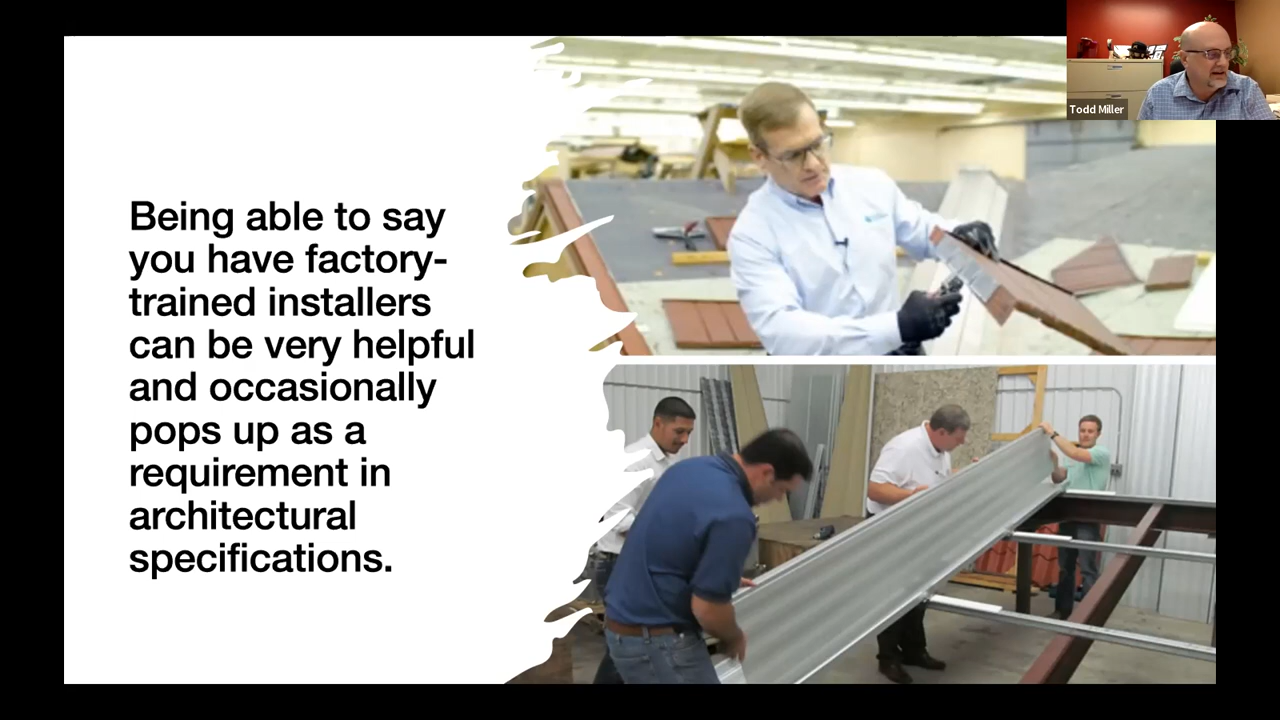 Being able to say
you have factory-
trained installers
can be very helpful
and occasionally
pops up as a
requirement in
architectural
specifications.
Todd Miller